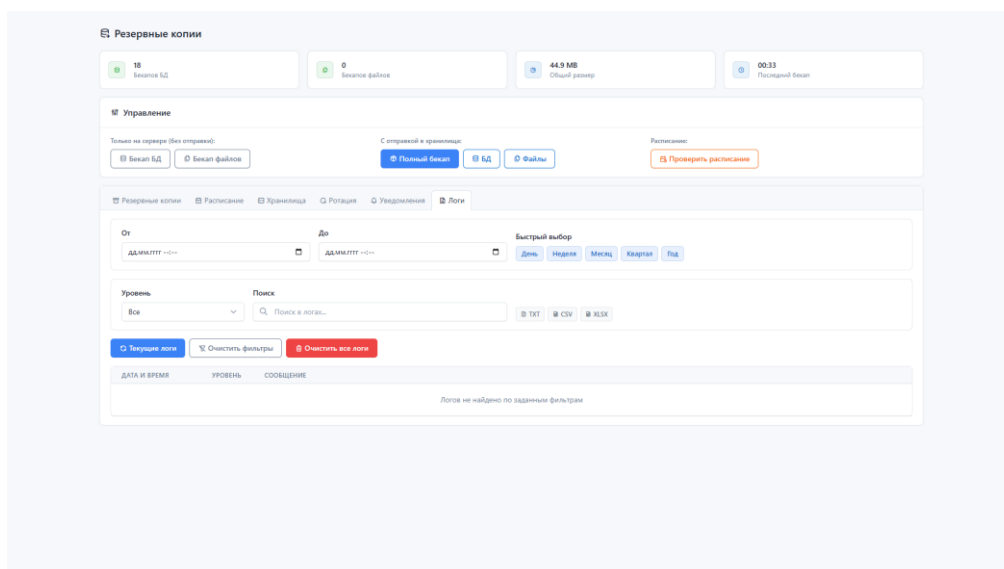 Резервные копии
18
Бекапов БД
0
Бекапов файлов
44.9 MB
Общий размер
00:33
Последний бекап
Управление
Только на сервере (без отправки):
Бекап БД
Бекап файлов
С отправкой в хранилища:
Полный бекап
БД
Файлы
Расписание:
Проверить расписание
Резервные копии
Расписание
Хранилища
Ротация
Уведомления
Логи
От
ДД.ММ.ГГГГ --:--
До
ДД.ММ.ГГГГ --:--
Быстрый выбор
День
Неделя
Месяц
Квартал
Год
Уровень
Все
Поиск
Поиск в логах...
TXT
CSV
XLSX
Текущие логи
Очистить фильтры
Очистить все логи
ДАТА И ВРЕМЯ
УРОВЕНЬ
СООБЩЕНИЕ
Логов не найдено по заданным фильтрам